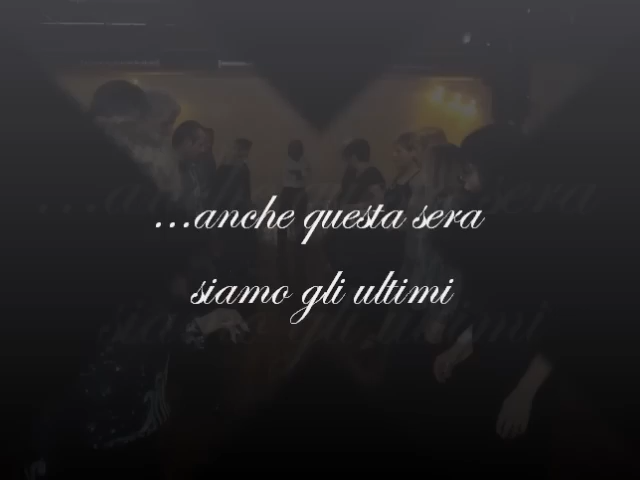 ...anche questa sera
siamo gli ultimi